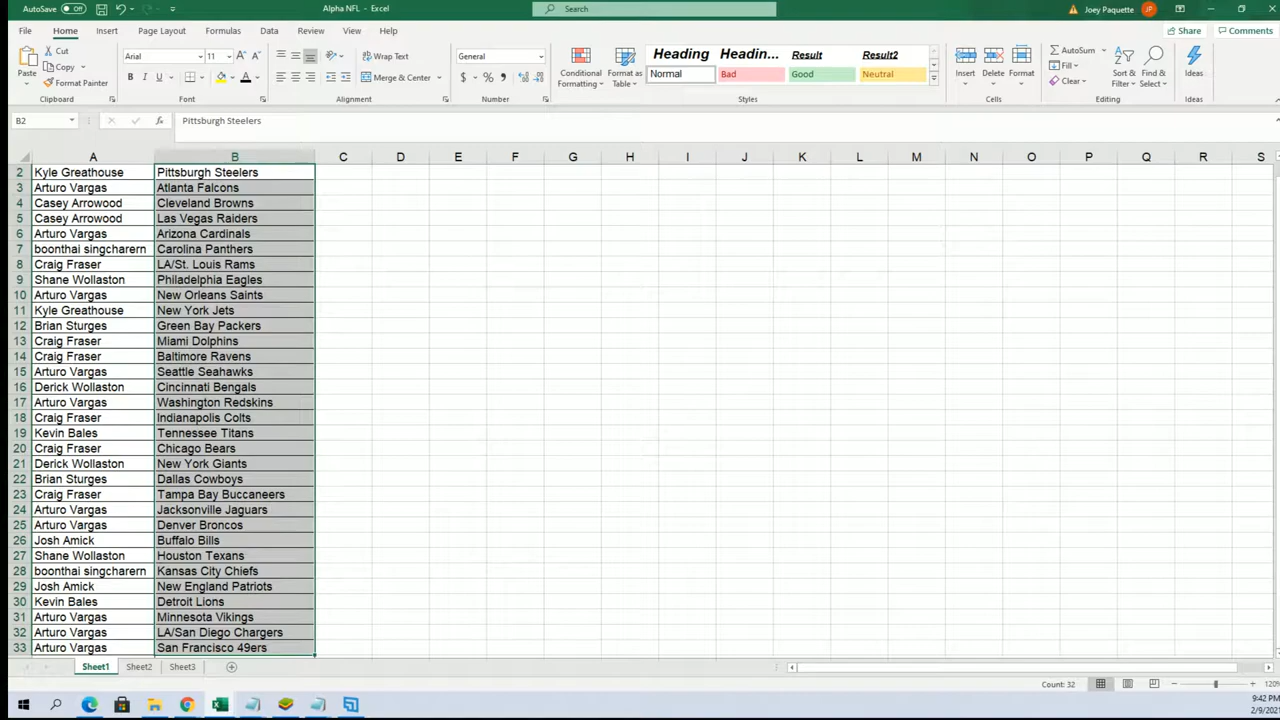 AutoSave Off Alpha NFL - Excel Search Joey Paquette JP
File Home Insert Page Layout Formulas Data Review View Help Share Comments
Paste Cut Copy Format Painter Clipboard
Arial 11 A A B I U A Font
Wrap Text Merge & Center Alignment
General $ % Number
Conditional Formatting Format as Table Heading Headin... Result Result2 Normal Bad Good Neutral Styles
Insert Delete Format Cells
AutoSum Fill Clear Sort & Filter Find & Select Editing
Ideas Ideas
B2 fx Pittsburgh Steelers
A B C D E F G H I J K L M N O P Q R S
2 Kyle Greathouse Pittsburgh Steelers
3 Arturo Vargas Atlanta Falcons
4 Casey Arrowood Cleveland Browns
5 Casey Arrowood Las Vegas Raiders
6 Arturo Vargas Arizona Cardinals
7 boonthai singcharern Carolina Panthers
8 Craig Fraser LA/St. Louis Rams
9 Shane Wollaston Philadelphia Eagles
10 Arturo Vargas New Orleans Saints
11 Kyle Greathouse New York Jets
12 Brian Sturges Green Bay Packers
13 Craig Fraser Miami Dolphins
14 Craig Fraser Baltimore Ravens
15 Arturo Vargas Seattle Seahawks
16 Derick Wollaston Cincinnati Bengals
17 Arturo Vargas Washington Redskins
18 Craig Fraser Indianapolis Colts
19 Kevin Bales Tennessee Titans
20 Craig Fraser Chicago Bears
21 Derick Wollaston New York Giants
22 Brian Sturges Dallas Cowboys
23 Craig Fraser Tampa Bay Buccaneers
24 Arturo Vargas Jacksonville Jaguars
25 Arturo Vargas Denver Broncos
26 Josh Amick Buffalo Bills
27 Shane Wollaston Houston Texans
28 boonthai singcharern Kansas City Chiefs
29 Josh Amick New England Patriots
30 Kevin Bales Detroit Lions
31 Arturo Vargas Minnesota Vikings
32 Arturo Vargas LA/San Diego Chargers
33 Arturo Vargas San Francisco 49ers
Sheet1 Sheet2 Sheet3
Count: 32 120%
9:42 PM
2/9/2021